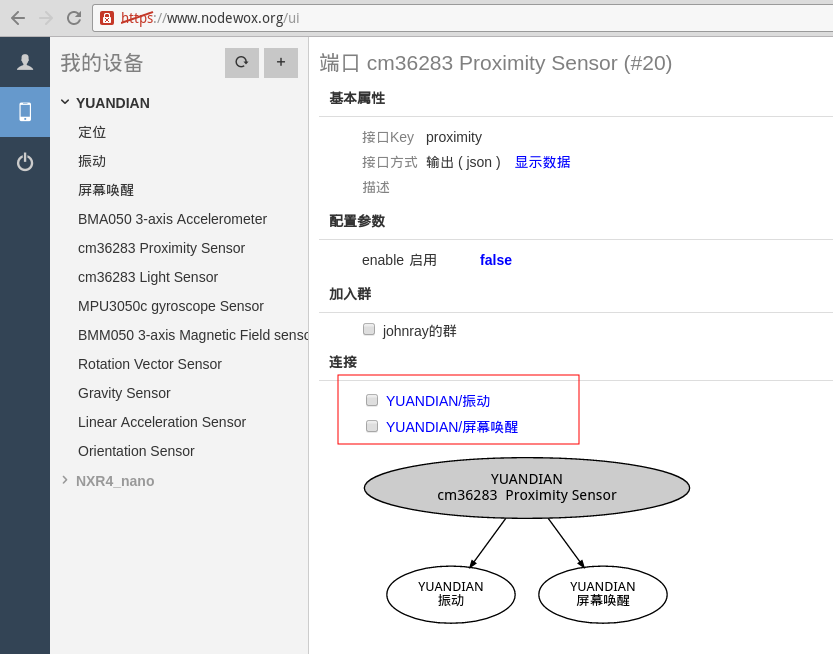 https://www.nodewox.org/ui
我的设备
+
YUANDIAN
定位
振动
屏幕唤醒
BMA050 3-axis Accelerometer
cm36283 Proximity Sensor
cm36283 Light Sensor
MPU3050c gyroscope Sensor
BMM050 3-axis Magnetic Field senso
Rotation Vector Sensor
Gravity Sensor
Linear Acceleration Sensor
Orientation Sensor
NXR4_nano
端口 cm36283 Proximity Sensor (#20)
基本属性
接口Key proximity
接口方式 输出 ( json ) 显示数据
描述
配置参数
enable 启用 false
加入群
johnray的群
连接
YUANDIAN/振动
YUANDIAN/屏幕唤醒
YUANDIAN
cm36283 Proximity Sensor
YUANDIAN
振动
YUANDIAN
屏幕唤醒